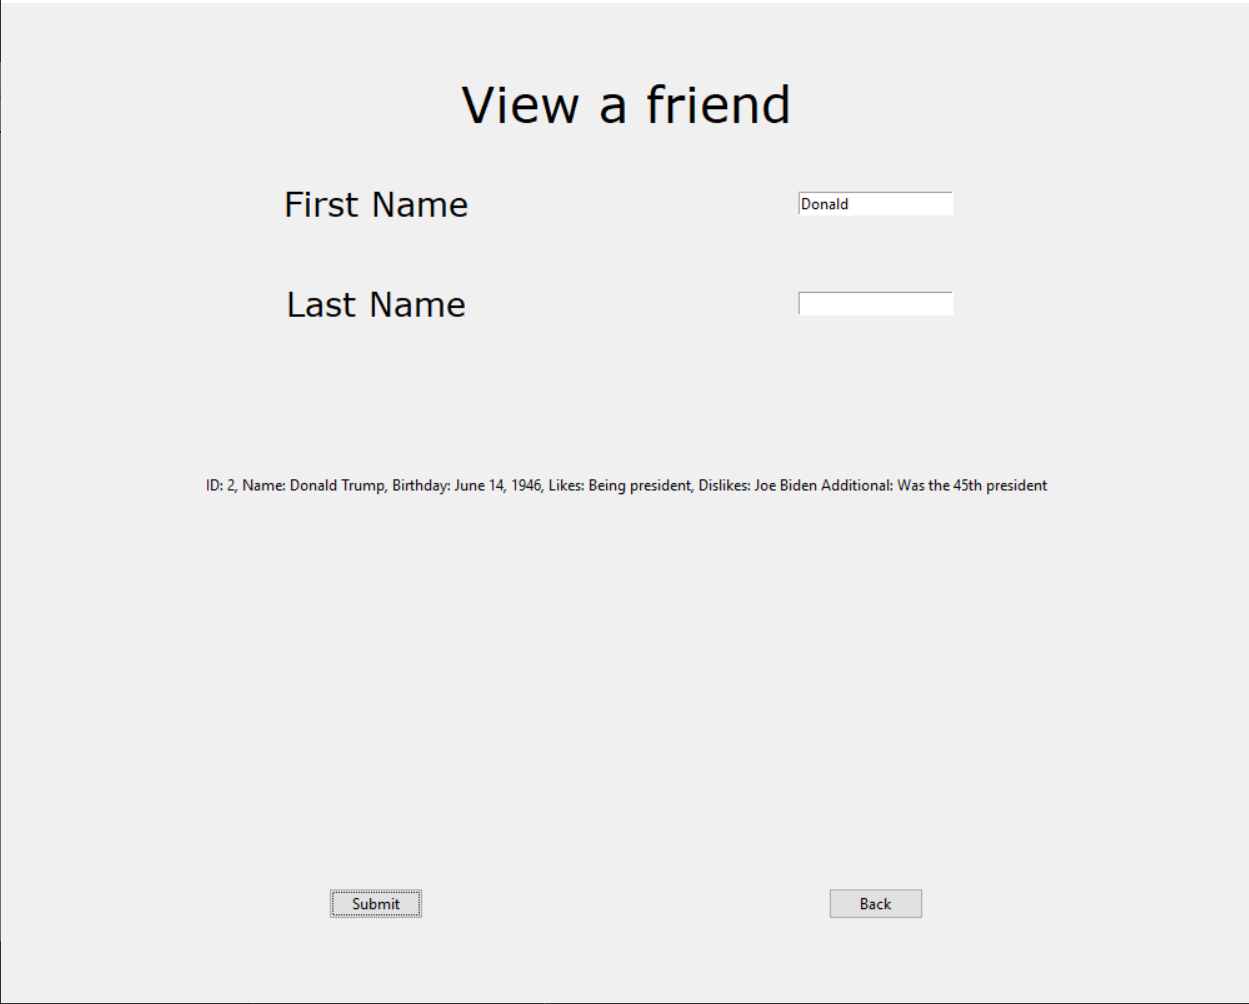 View a friend
First Name
Donald
Last Name
ID: 2, Name: Donald Trump, Birthday: June 14, 1946, Likes: Being president, Dislikes: Joe Biden Additional: Was the 45th president
Submit
Back